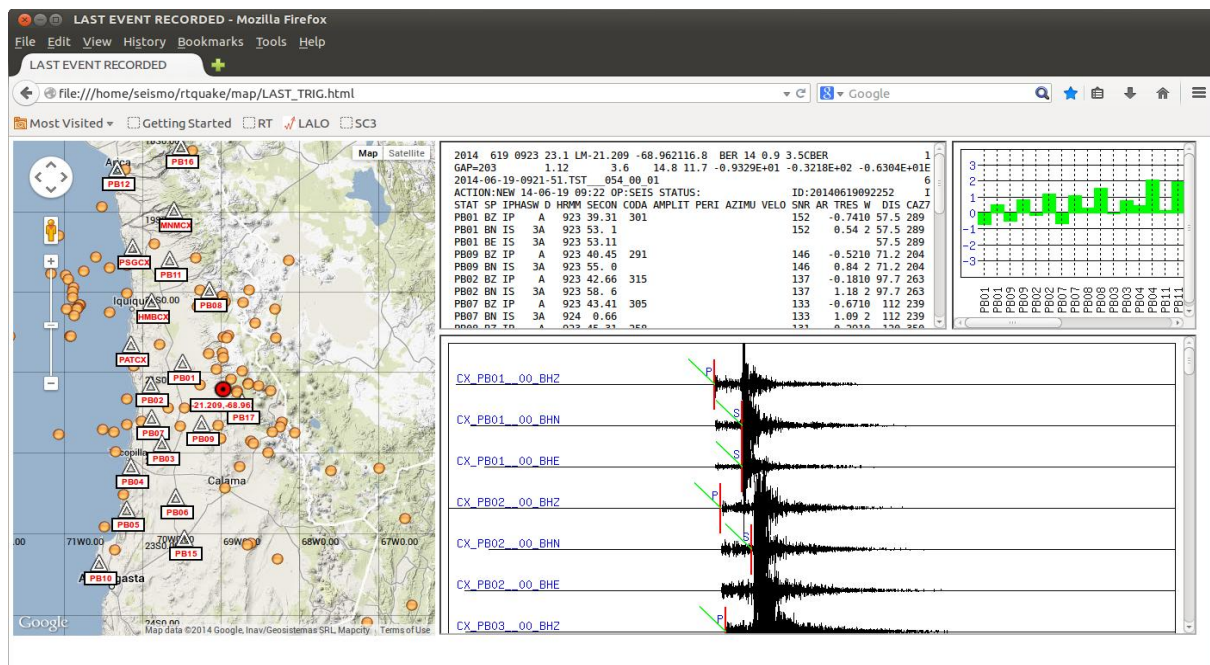 LAST EVENT RECORDED - Mozilla Firefox
File Edit View History Bookmarks Tools Help
LAST EVENT RECORDED
file:///home/seismo/rtquake/map/LAST_TRIG.html
Google
Most Visited Getting Started RT LALO SC3
Map Satellite
Arica
PB16
PB12
MNMCX
PSGCX
PB11
Iquique
PB08
HMBCX
PATCX
PB01
PB02
-21.209,-68.96
PB17
PB07
PB09
PB03
PB04
Calama
PB06
PB05
71W0.00
69W0.00
68W0.00
67W0.00
PB15
PB10
Google
Map data ©2014 Google, Inav/Geosistemas SRL, Mapcity
Terms of Use
2014 619 0923 23.1 LM-21.209 -68.962116.8 BER 14 0.9 3.5CBER 1
GAP=203 1.12 3.6 14.8 11.7 -0.9329E+01 -0.3218E+02 -0.6304E+01E
2014-06-19-0921-51.TST__054_00_01 6
ACTION:NEW 14-06-19 09:22 OP:SEIS STATUS: ID:20140619092252 I
STAT SP IPHASW D HRMM SECON CODA AMPLIT PERI AZIMU VELO SNR AR TRES W DIS CAZ7
PB01 BZ IP A 923 39.31 301 152 -0.7410 57.5 289
PB01 BN IS 3A 923 53. 1 152 0.54 2 57.5 289
PB01 BE IS 3A 923 53.11 57.5 289
PB09 BZ IP A 923 40.45 291 146 -0.5210 71.2 204
PB09 BN IS 3A 923 55. 0 146 0.84 2 71.2 204
PB02 BZ IP A 923 42.66 315 137 -0.1810 97.7 263
PB02 BN IS 3A 923 58. 6 137 1.18 2 97.7 263
PB07 BZ IP A 923 43.41 305 133 -0.6710 112 239
PB07 BN IS 3A 924 0.66 133 1.09 2 112 239
3
2
1
0
-1
-2
-3
PB01
PB01
PB09
PB09
PB02
PB02
PB07
PB07
PB08
PB08
PB03
PB03
PB04
PB04
PB11
PB11
CX_PB01__00_BHZ
P
CX_PB01__00_BHN
S
CX_PB01__00_BHE
S
CX_PB02__00_BHZ
P
CX_PB02__00_BHN
S
CX_PB02__00_BHE
CX_PB03__00_BHZ
P